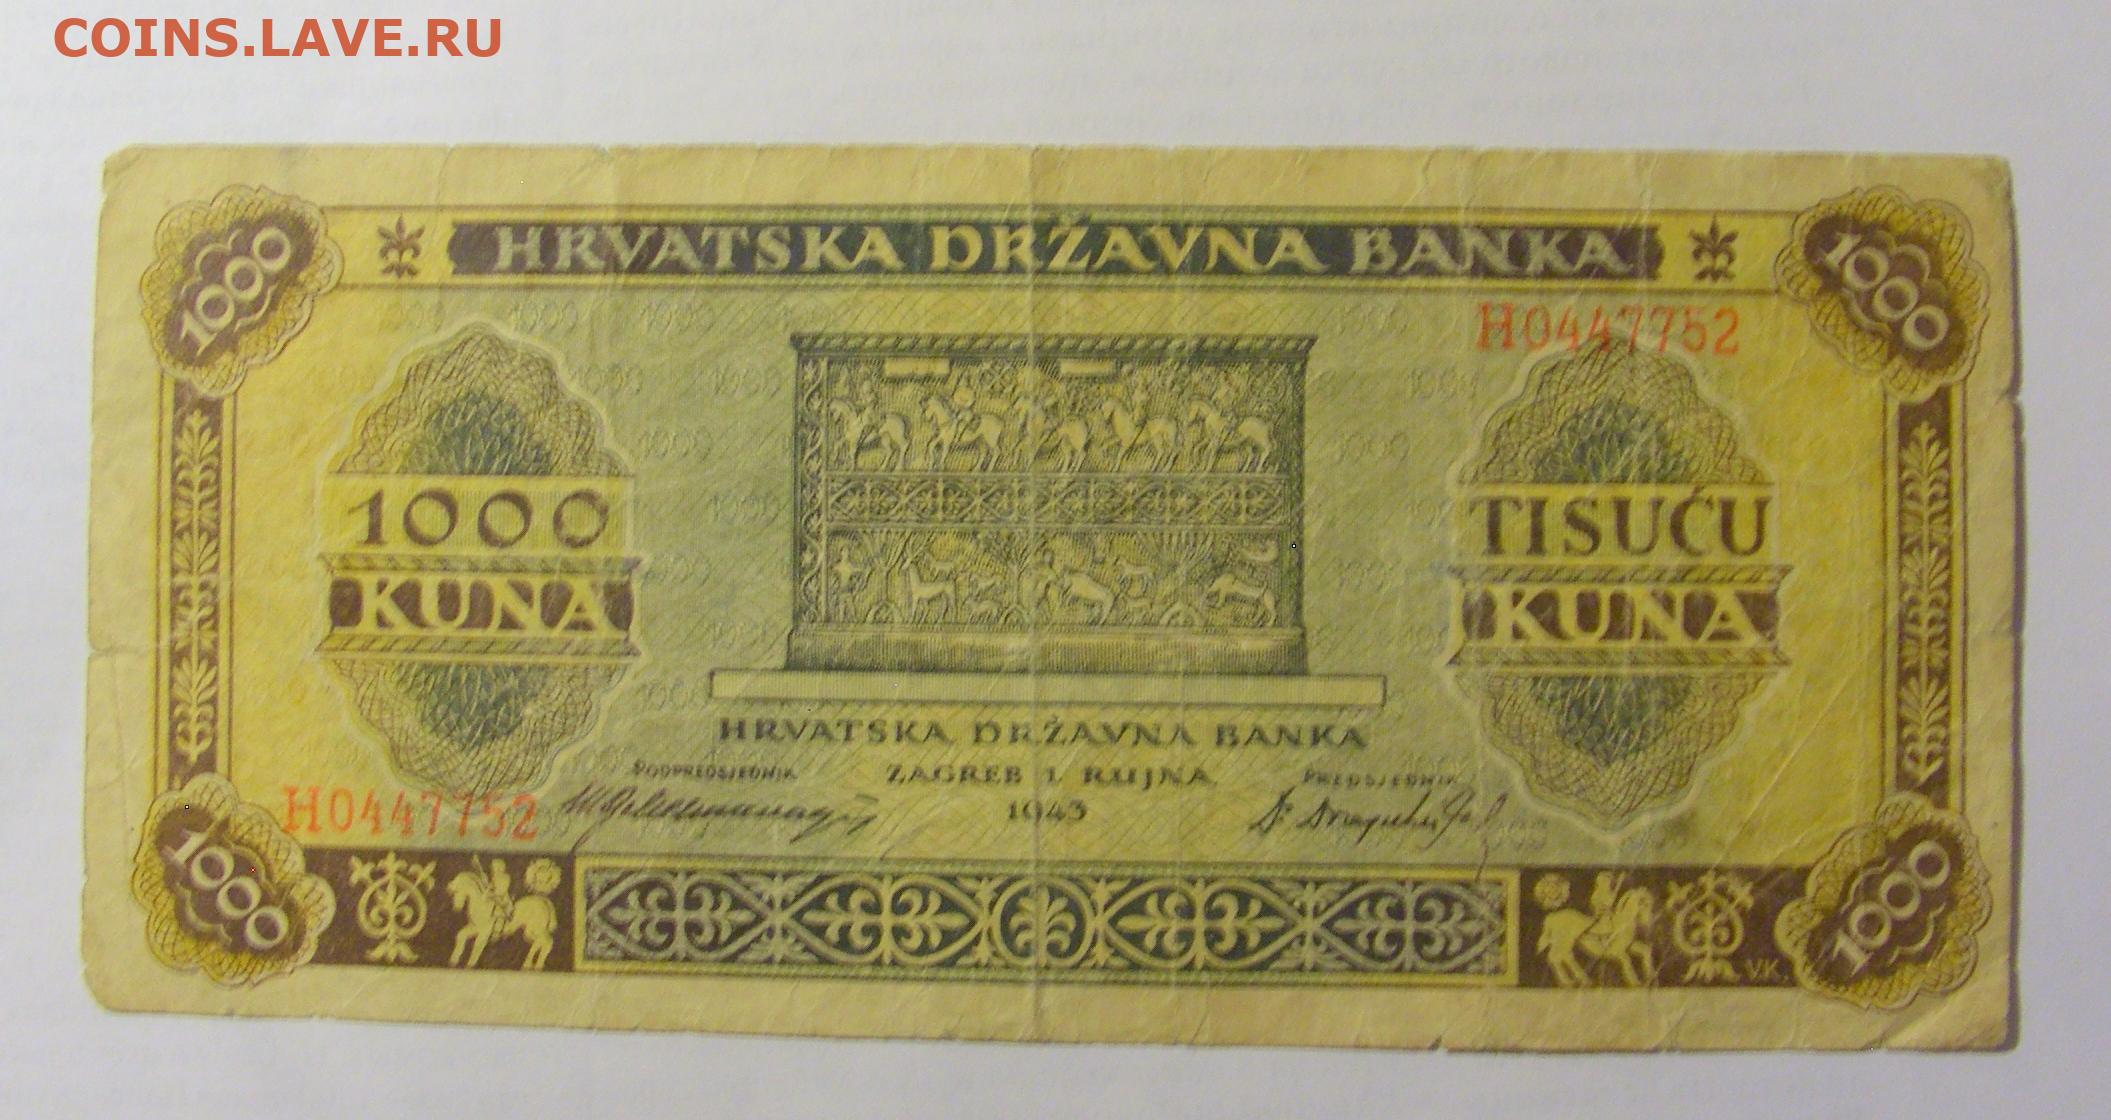 COINS.LAVE.RU
1000
HRVATSKA DRŽAVNA BANKA
1000
H0447752
1000
KUNA
TISUĆU
KUNA
HRVATSKA DRŽAVNA BANKA
PODPREDSJEDNIK
ZAGREB 1. RUJNA
PREDSJEDNIK
1943
H0447752
1000
V.K.
1000